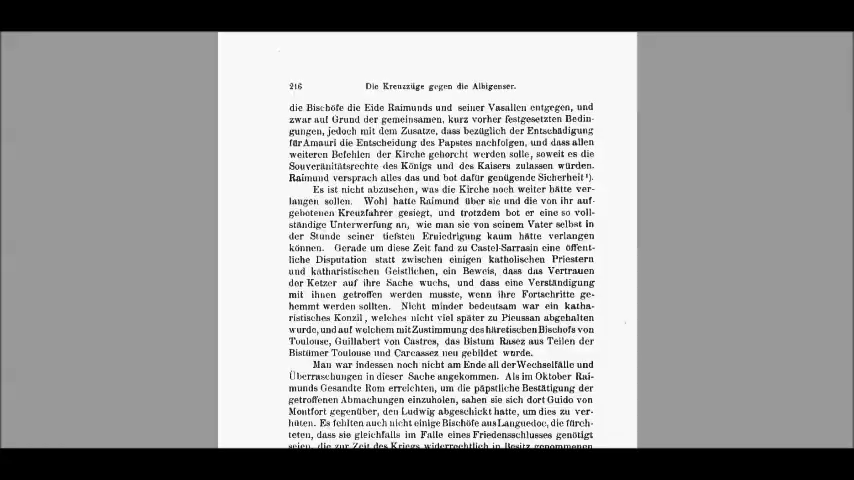 216 Die Kreuzzüge gegen die Albigenser.
die Bischöfe die Eide Raimunds und seiner Vasallen entgegen, und
zwar auf Grund der gemeinsamen, kurz vorher festgesetzten Bedin-
gungen, jedoch mit dem Zusatze, dass bezüglich der Entschädigung
für Amauri die Entscheidung des Papstes nachfolgen, und dass allen
weiteren Befehlen der Kirche gehorcht werden solle, soweit es die
Souveränitätsrechte des Königs und des Kaisers zulassen würden.
Raimund versprach alles das und bot dafür genügende Sicherheit¹).
Es ist nicht abzusehen, was die Kirche noch weiter hätte ver-
langen sollen. Wohl hatte Raimund über sie und die von ihr auf-
gebotenen Kreuzfahrer gesiegt, und trotzdem bot er eine so voll-
ständige Unterwerfung an, wie man sie von seinem Vater selbst in
der Stunde seiner tiefsten Erniedrigung kaum hätte verlangen
können. Gerade um diese Zeit fand zu Castel-Sarrasin eine öffent-
liche Disputation statt zwischen einigen katholischen Priestern
und katharistischen Geistlichen, ein Beweis, dass das Vertrauen
der Ketzer auf ihre Sache wuchs, und dass eine Verständigung
mit ihnen getroffen werden musste, wenn ihre Fortschritte ge-
hemmt werden sollten. Nicht minder bedeutsam war ein katha-
ristisches Konzil, welches nicht viel später zu Pieussan abgehalten
wurde, und auf welchem mit Zustimmung des häretischen Bischofs von
Toulouse, Guillabert von Castres, das Bistum Rasez aus Teilen der
Bistümer Toulouse und Carcassez neu gebildet wurde.
Man war indessen noch nicht am Ende all der Wechselfälle und
Überraschungen in dieser Sache angekommen. Als im Oktober Rai-
munds Gesandte Rom erreichten, um die päpstliche Bestätigung der
getroffenen Abmachungen einzuholen, sahen sie sich dort Guido von
Montfort gegenüber, den Ludwig abgeschickt hatte, um dies zu ver-
hüten. Es fehlten auch nicht einige Bischöfe aus Languedoc, die fürch-
teten, dass sie gleichfalls im Falle eines Friedensschlusses genötigt
seien, die zur Zeit des Kriegs widerrechtlich in Besitz genommenen